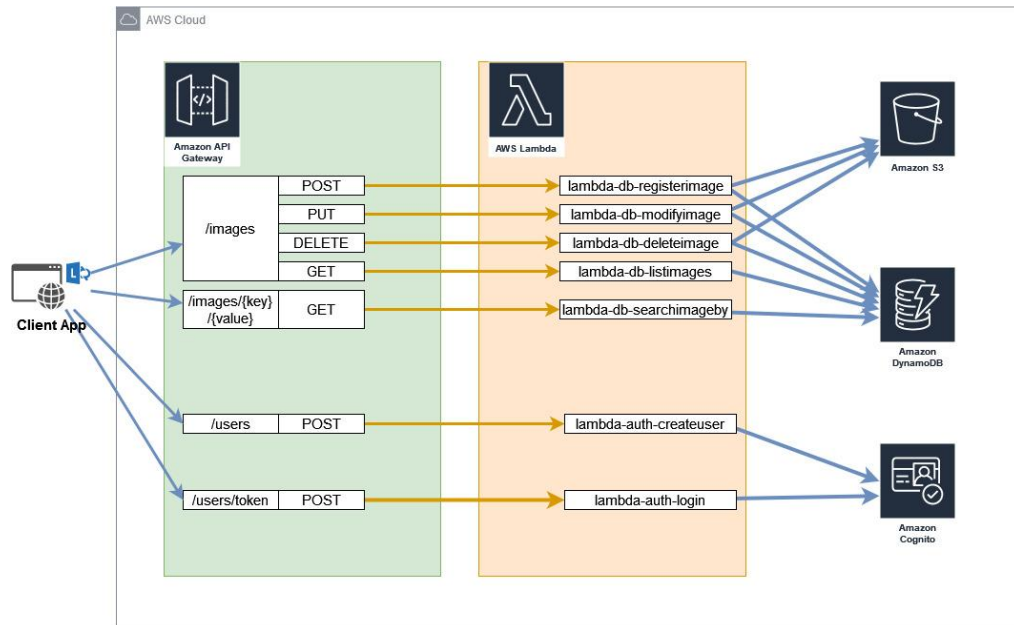 AWS Cloud
Amazon API
Gateway
AWS Lambda
Amazon S3
/images
POST
lambda-db-registerimage
PUT
lambda-db-modifyimage
DELETE
lambda-db-deleteimage
GET
lambda-db-listimages
Client App
/images/{key}
/{value}
GET
lambda-db-searchimageby
Amazon
DynamoDB
/users
POST
lambda-auth-createuser
/users/token
POST
lambda-auth-login
Amazon
Cognito